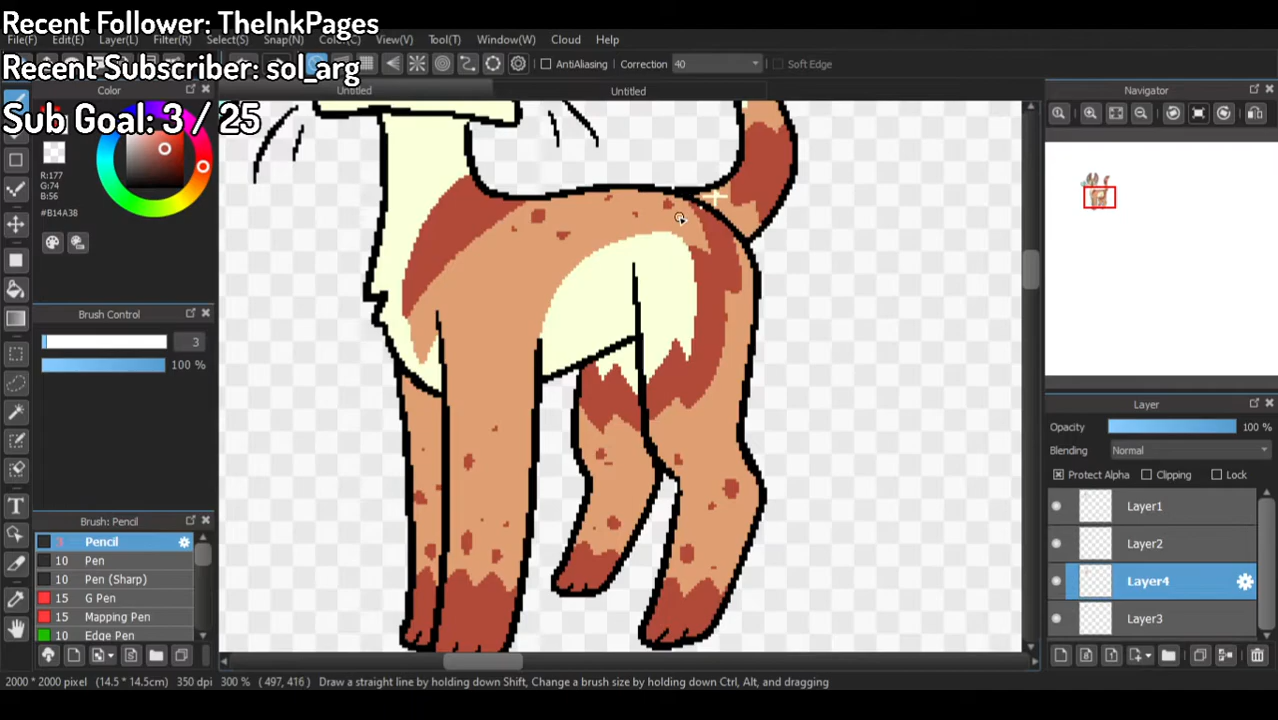 Recent Follower: TheInkPages
File(F) Edit(E) Layer(L) Filter(R) Select(S) Snap(N) Color(C) View(V) Tool(T) Window(W) Cloud Help
Recent Subscriber: sol_arg
AntiAliasing Correction 40 Soft Edge
Color
Untitled
Untitled
Navigator
Sub Goal: 3 / 25
R:177
G:74
B:56
#B14A38
Brush Control
3
100 %
Layer
Opacity 100 %
Blending Normal
Protect Alpha Clipping Lock
Layer1
Layer2
Layer4
Layer3
Brush: Pencil
3 Pencil
10 Pen
10 Pen (Sharp)
15 G Pen
15 Mapping Pen
10 Edge Pen
2000 * 2000 pixel (14.5 * 14.5cm) 350 dpi 300 % ( 497, 416 ) Draw a straight line by holding down Shift, Change a brush size by holding down Ctrl, Alt, and dragging